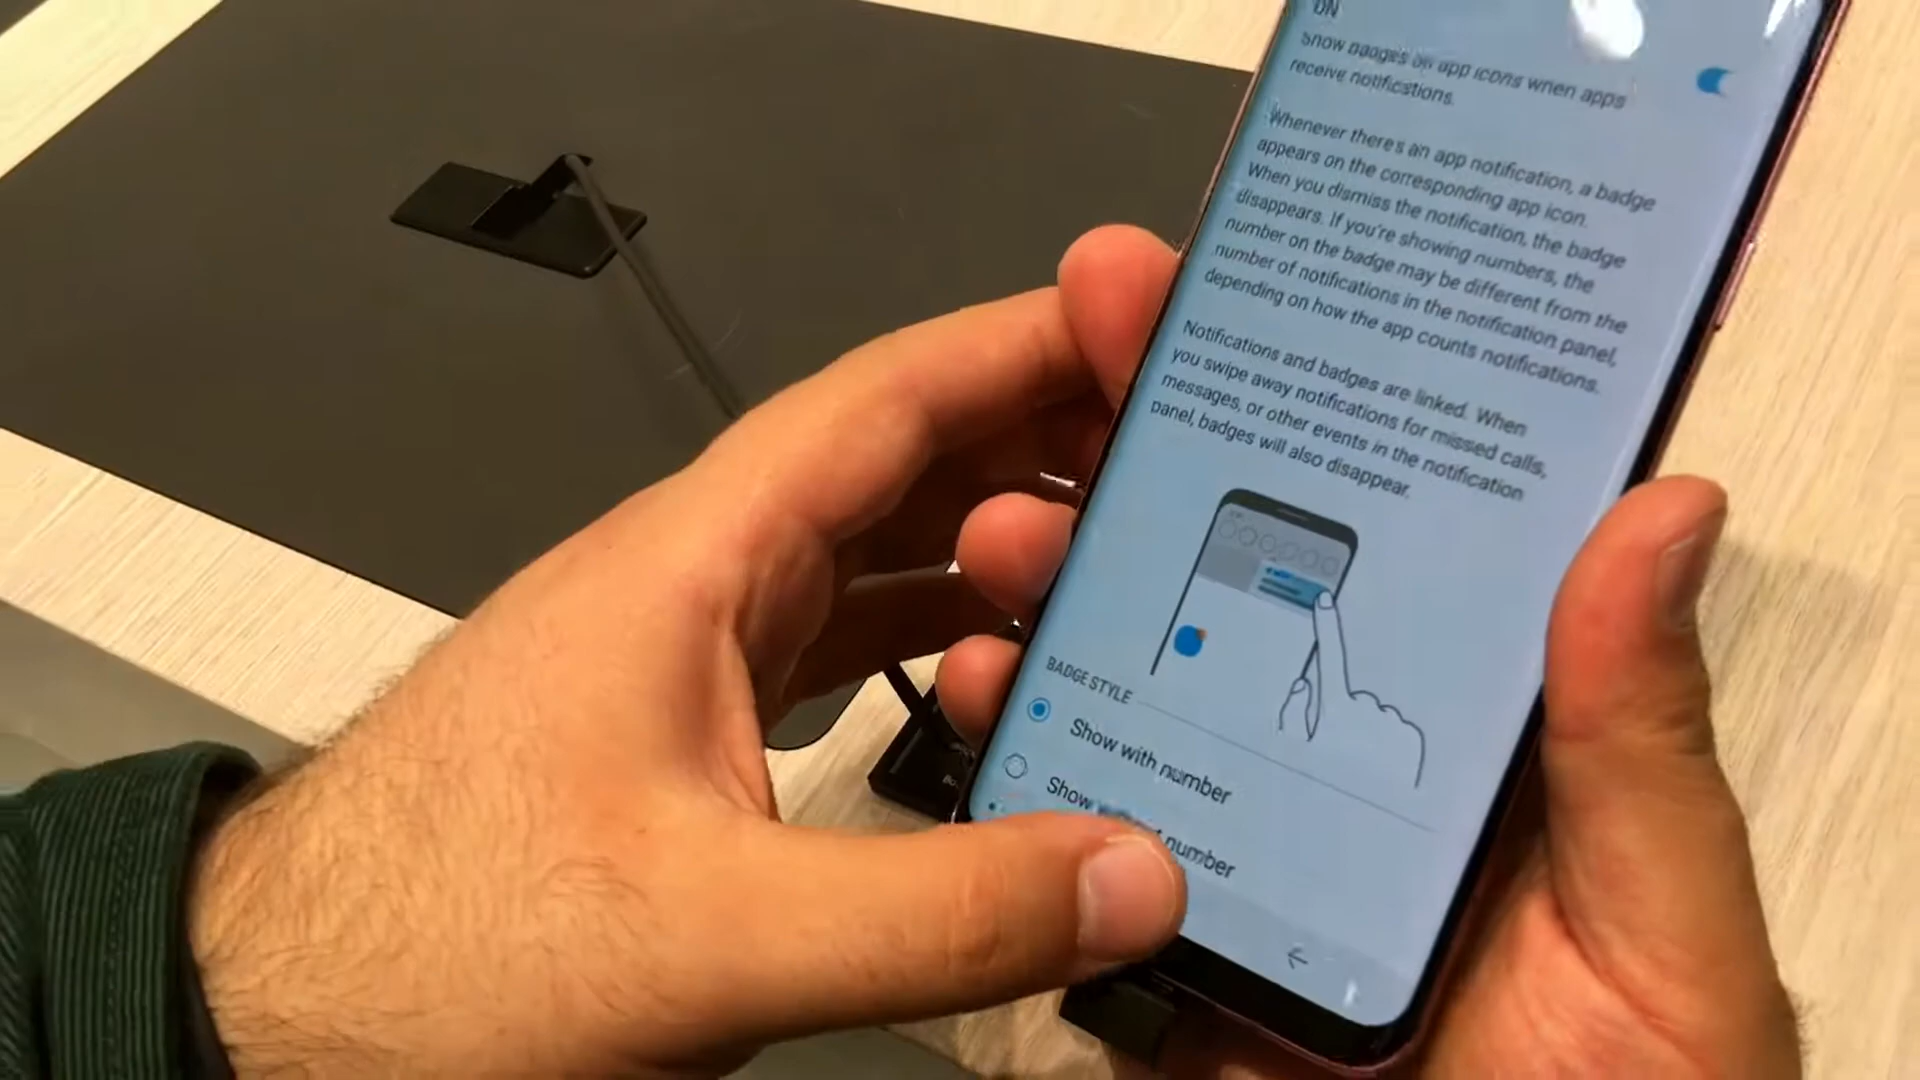 ON
Show badges on app icons when apps
receive notifications.
Whenever there's an app notification, a badge
appears on the corresponding app icon.
When you dismiss the notification, the badge
disappears. If you're showing numbers, the
number on the badge may be different from the
number of notifications in the notification panel,
depending on how the app counts notifications.
Notifications and badges are linked. When
you swipe away notifications for missed calls,
messages, or other events in the notification
panel, badges will also disappear.
BADGE STYLE
Show with number
Show number